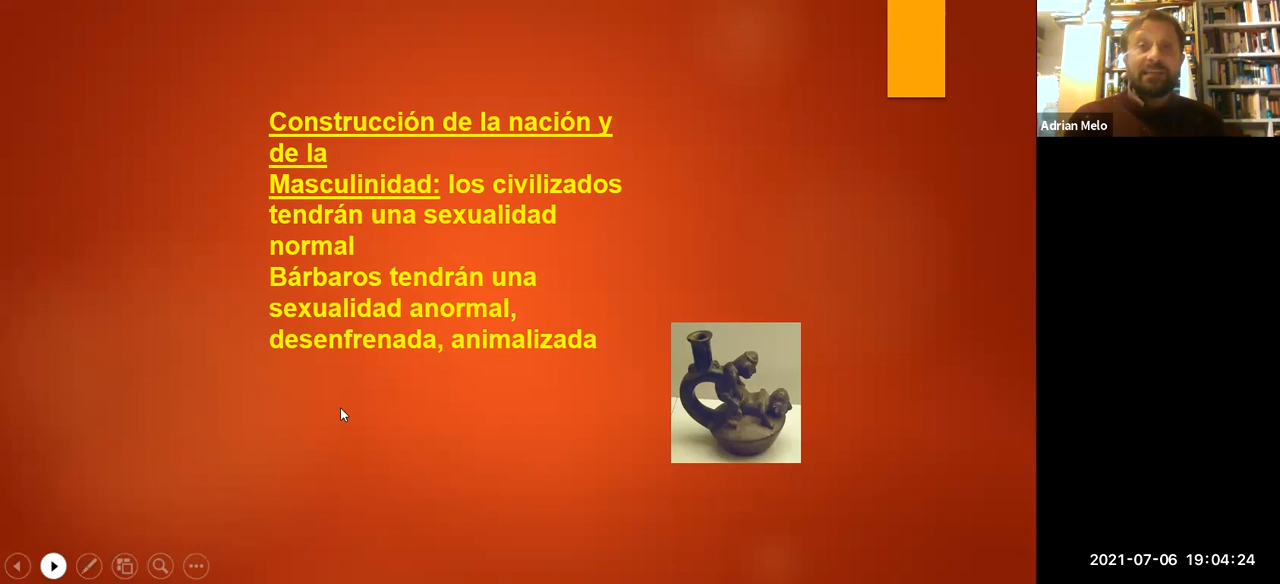 Construcción de la nación y
de la
Masculinidad: los civilizados
tendrán una sexualidad
normal
Bárbaros tendrán una
sexualidad anormal,
desenfrenada, animalizada
Adrian Melo
2021-07-06 19:04:24